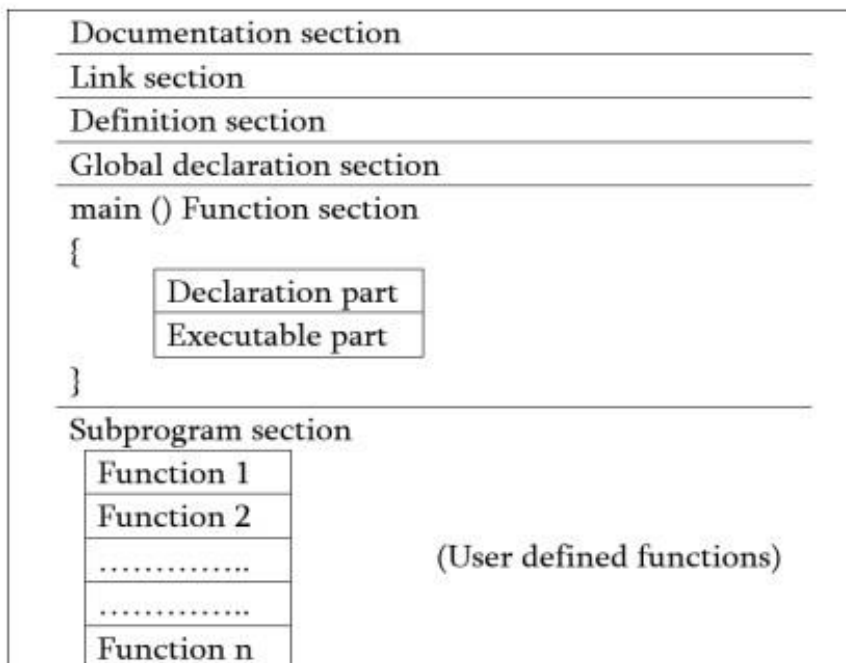 Documentation section
Link section
Definition section
Global declaration section
main () Function section
{
Declaration part
Executable part
}
Subprogram section
Function 1
Function 2
…………..
(User defined functions)
…………..
Function n